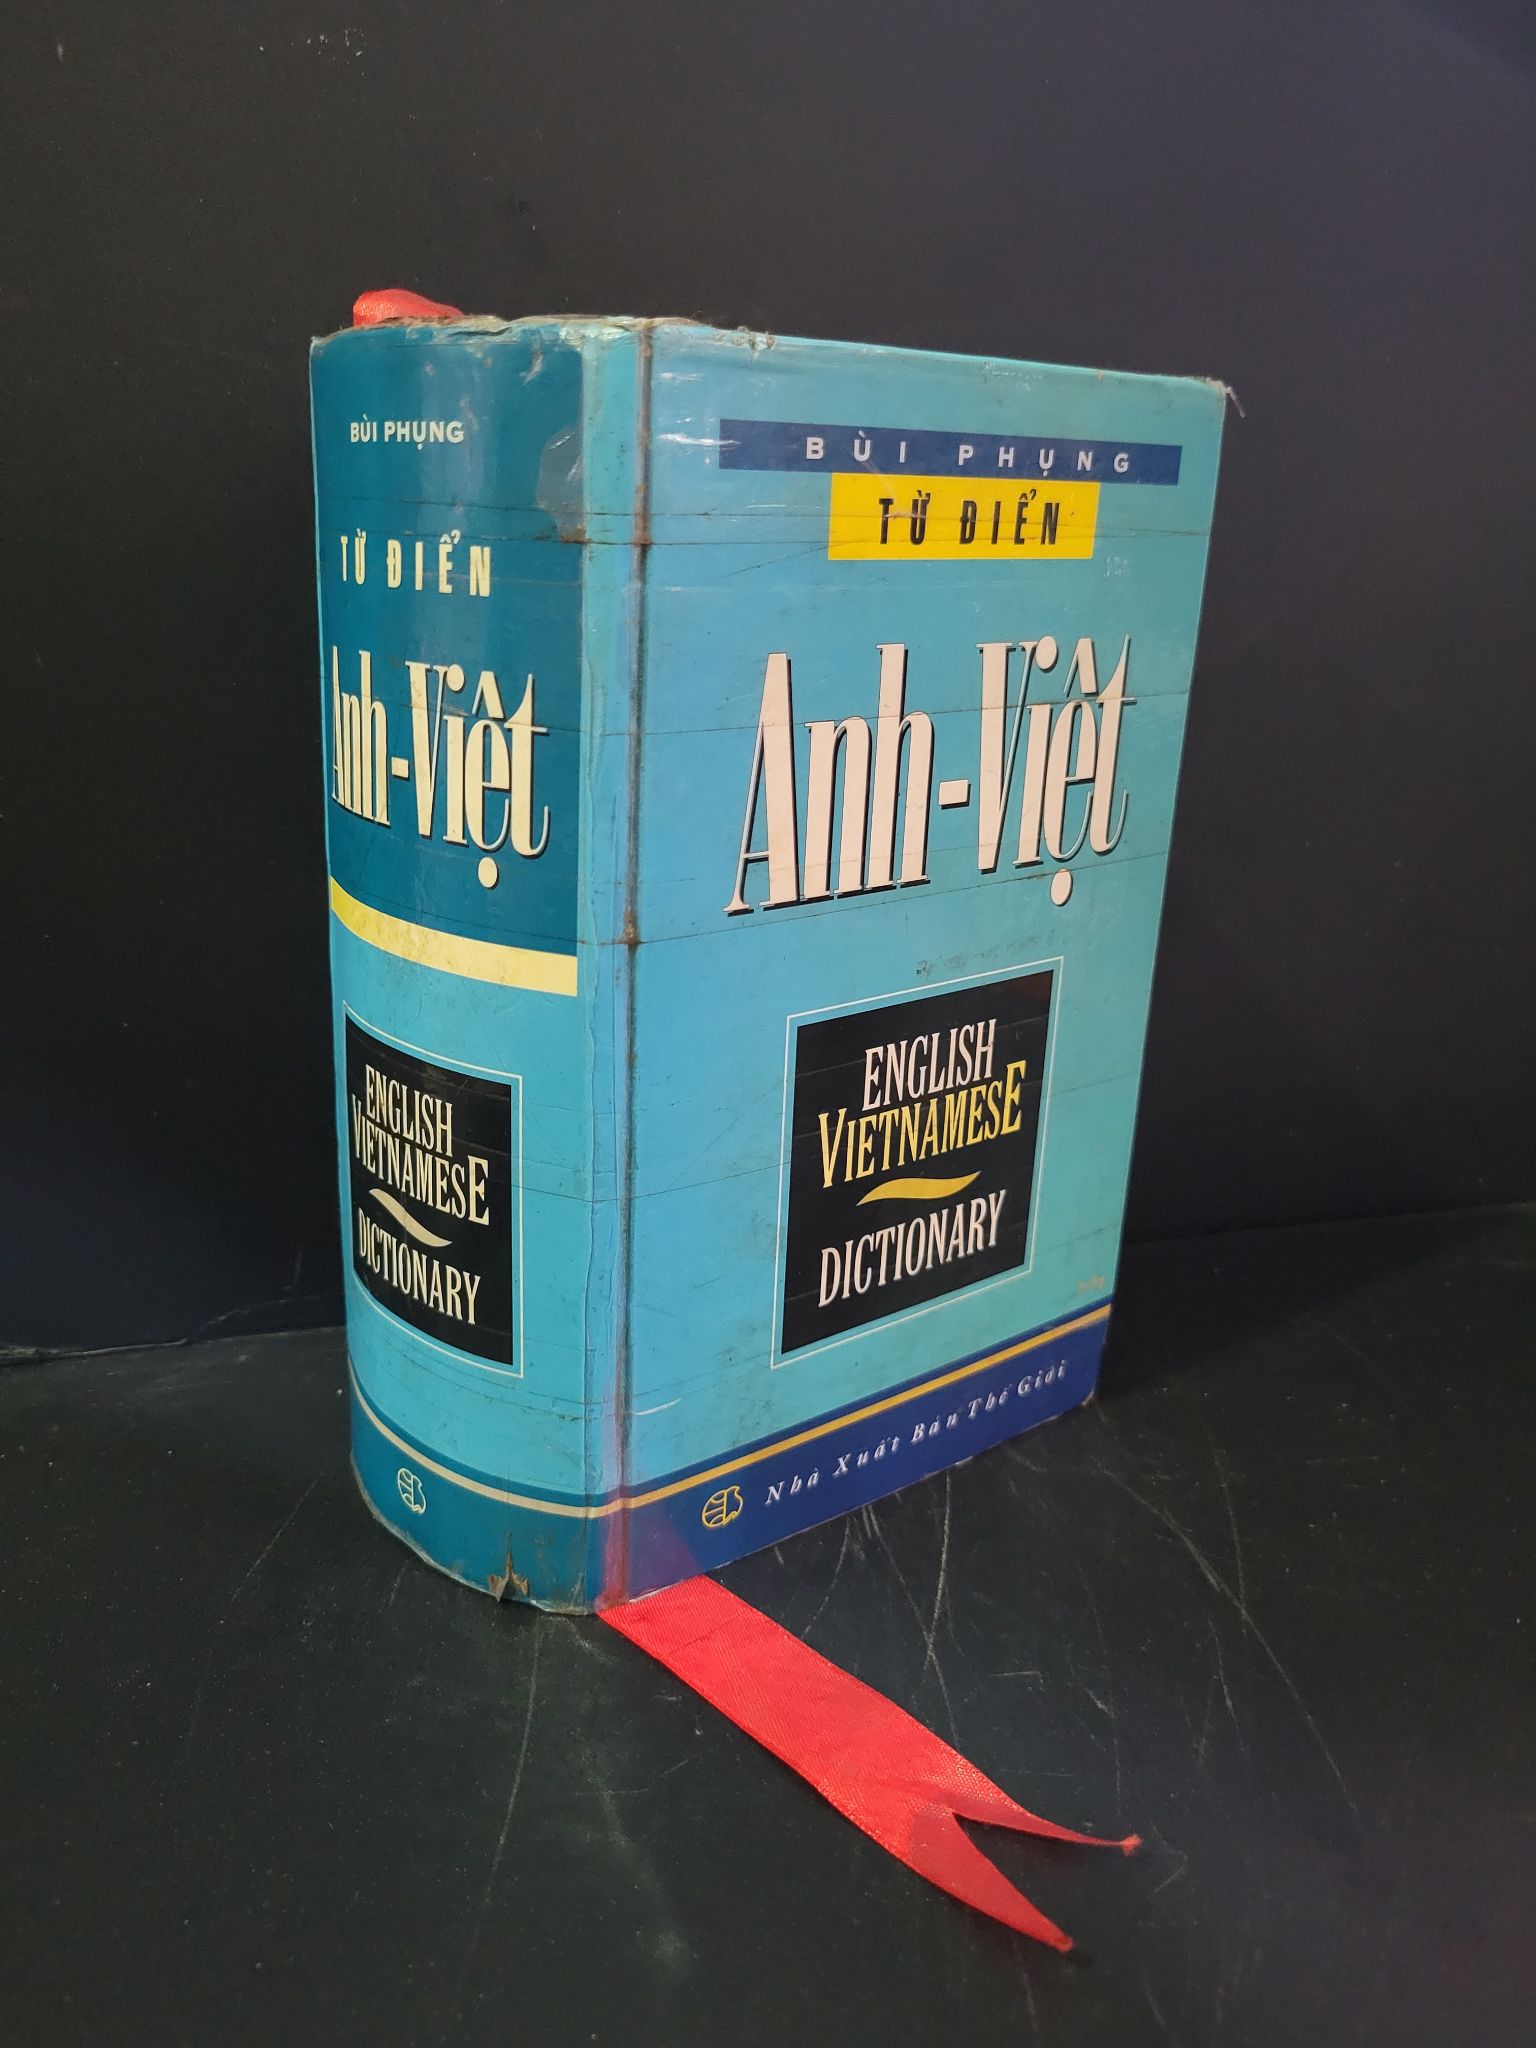 BÙI PHỤNG
TỪ ĐIỂN
Anh-Việt
ENGLISH
VIETNAMESE
DICTIONARY
BÙI PHỤNG
TỪ ĐIỂN
Anh-Việt
ENGLISH
VIETNAMESE
DICTIONARY
Nhà Xuất Bản Thế Giới